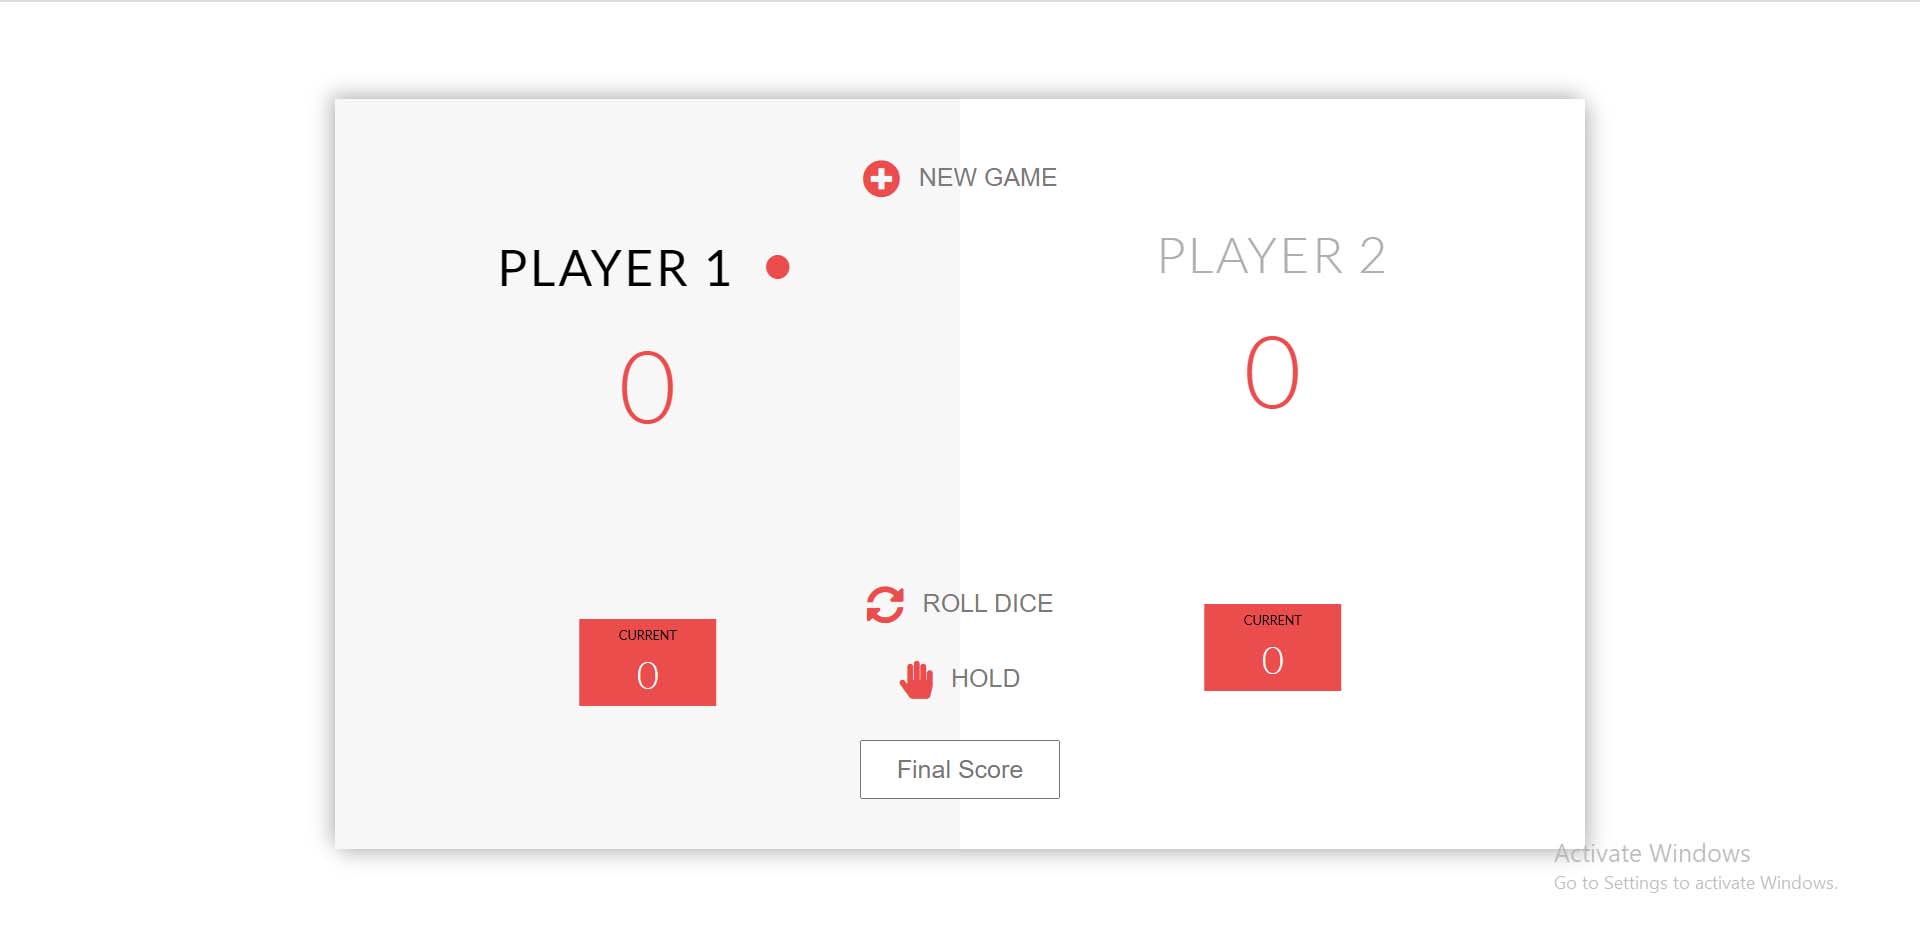 NEW GAME
PLAYER 1
PLAYER 2
0
0
ROLL DICE
CURRENT
0
CURRENT
0
HOLD
Final Score
Activate Windows
Go to Settings to activate Windows.